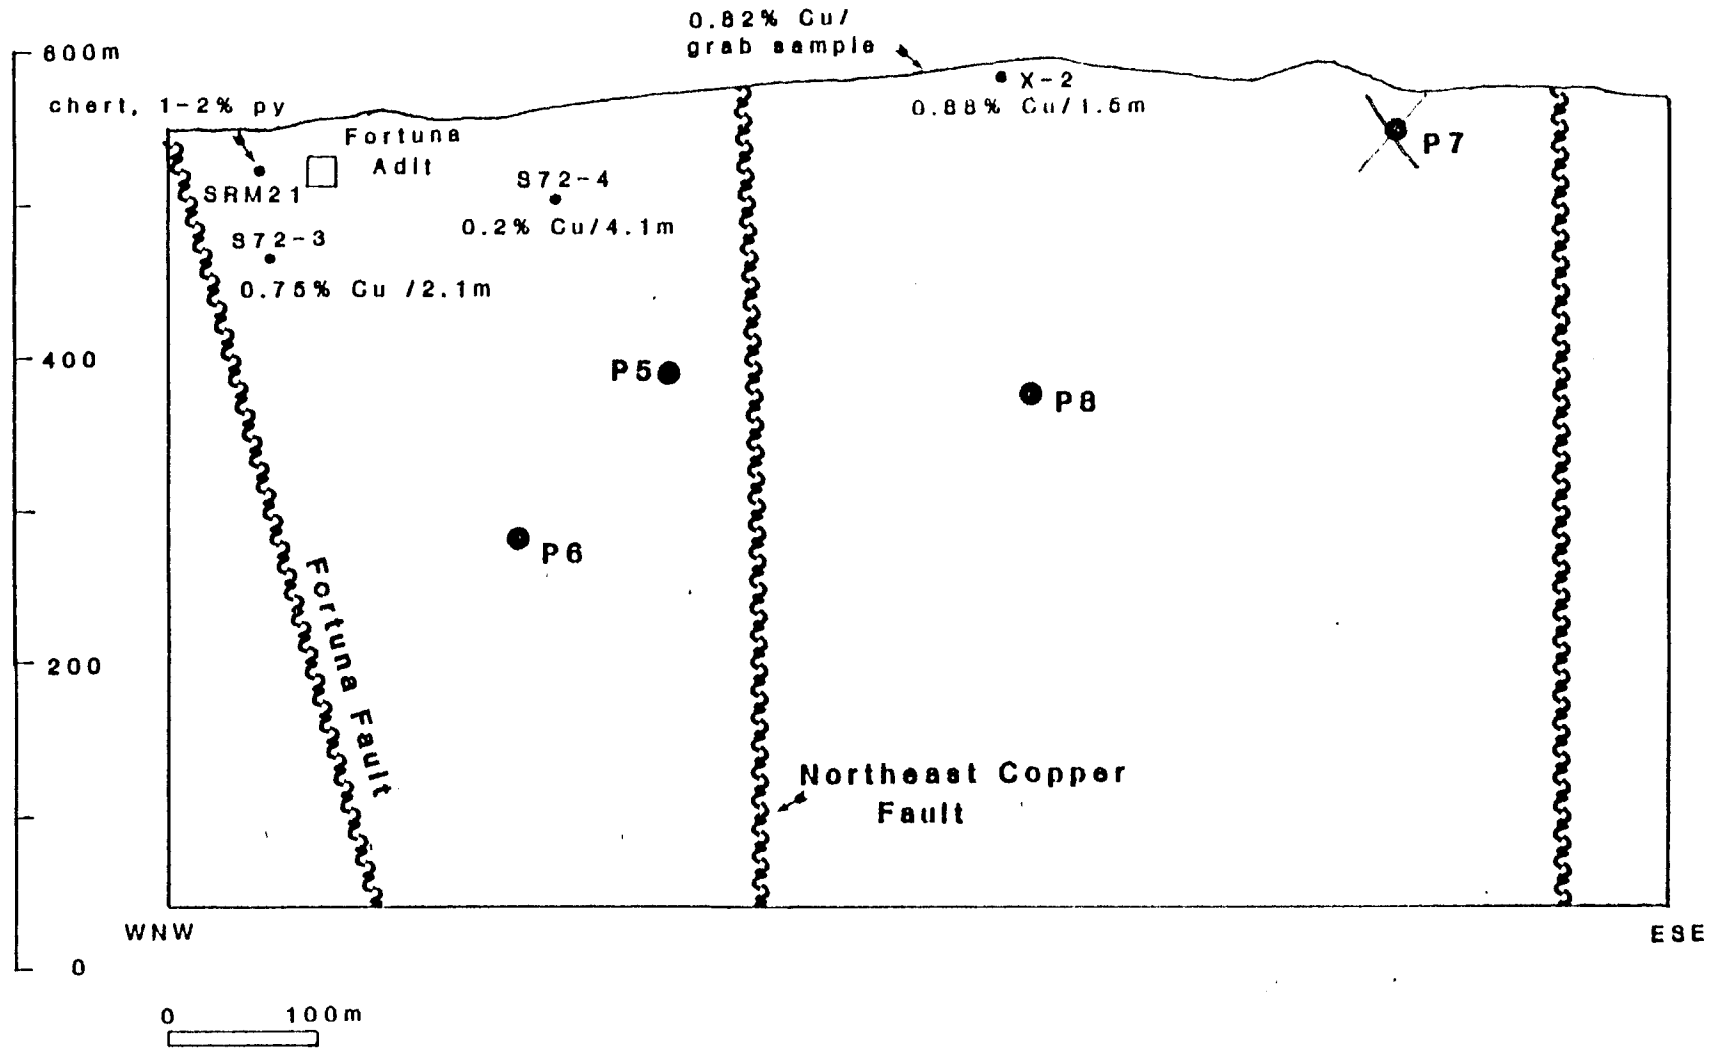 0.82% Cu/
grab sample
600m
X-2
chert, 1-2% py
0.88% Cu/1.5m
Fortuna
Adit
P7
S72-4
SRM21
0.2% Cu/4.1m
S72-3
0.75% Cu /2.1m
400
P5
P8
P6
Fortuna Fault
200
Northeast Copper
Fault
WNW
ESE
0
0 100m